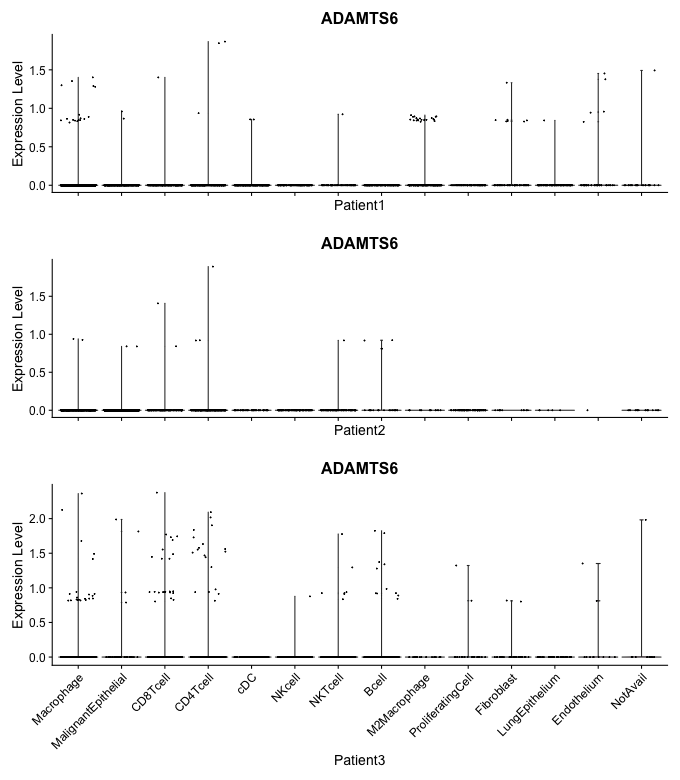 ADAMTS6
Expression Level
1.5
1.0
0.5
0.0
Patient1
ADAMTS6
Expression Level
1.5
1.0
0.5
0.0
Patient2
ADAMTS6
Expression Level
2.0
1.5
1.0
0.5
0.0
Macrophage
MalignantEpithelial
CD8Tcell
CD4Tcell
cDC
NKcell
NKTcell
Bcell
M2Macrophage
ProliferatingCell
Fibroblast
LungEpithelium
Endothelium
NotAvail
Patient3